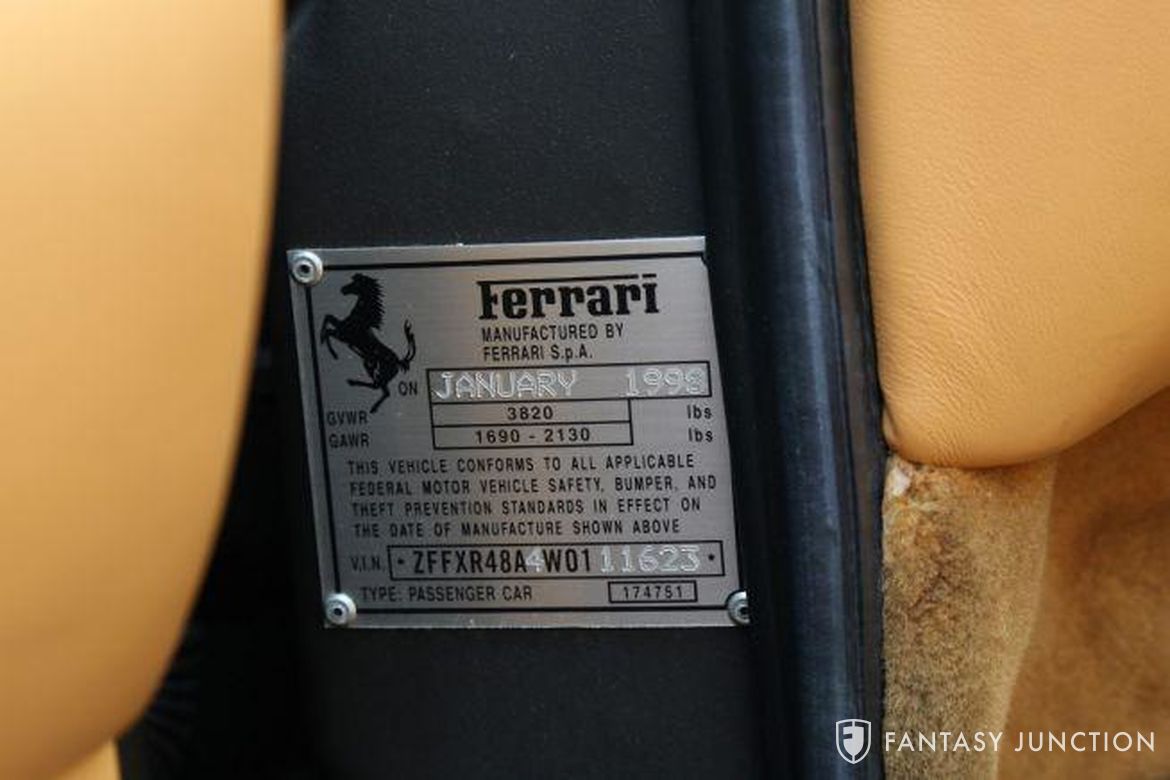 Ferrari
MANUFACTURED BY
FERRARI S.p.A.
ON JANUARY 1998
GVWR 3820 lbs
GAWR 1690 - 2130 lbs
THIS VEHICLE CONFORMS TO ALL APPLICABLE
FEDERAL MOTOR VEHICLE SAFETY, BUMPER, AND
THEFT PREVENTION STANDARDS IN EFFECT ON
THE DATE OF MANUFACTURE SHOWN ABOVE
V.I.N. • ZFFXR48A4W0111623 •
TYPE: PASSENGER CAR 174751
FANTASY JUNCTION